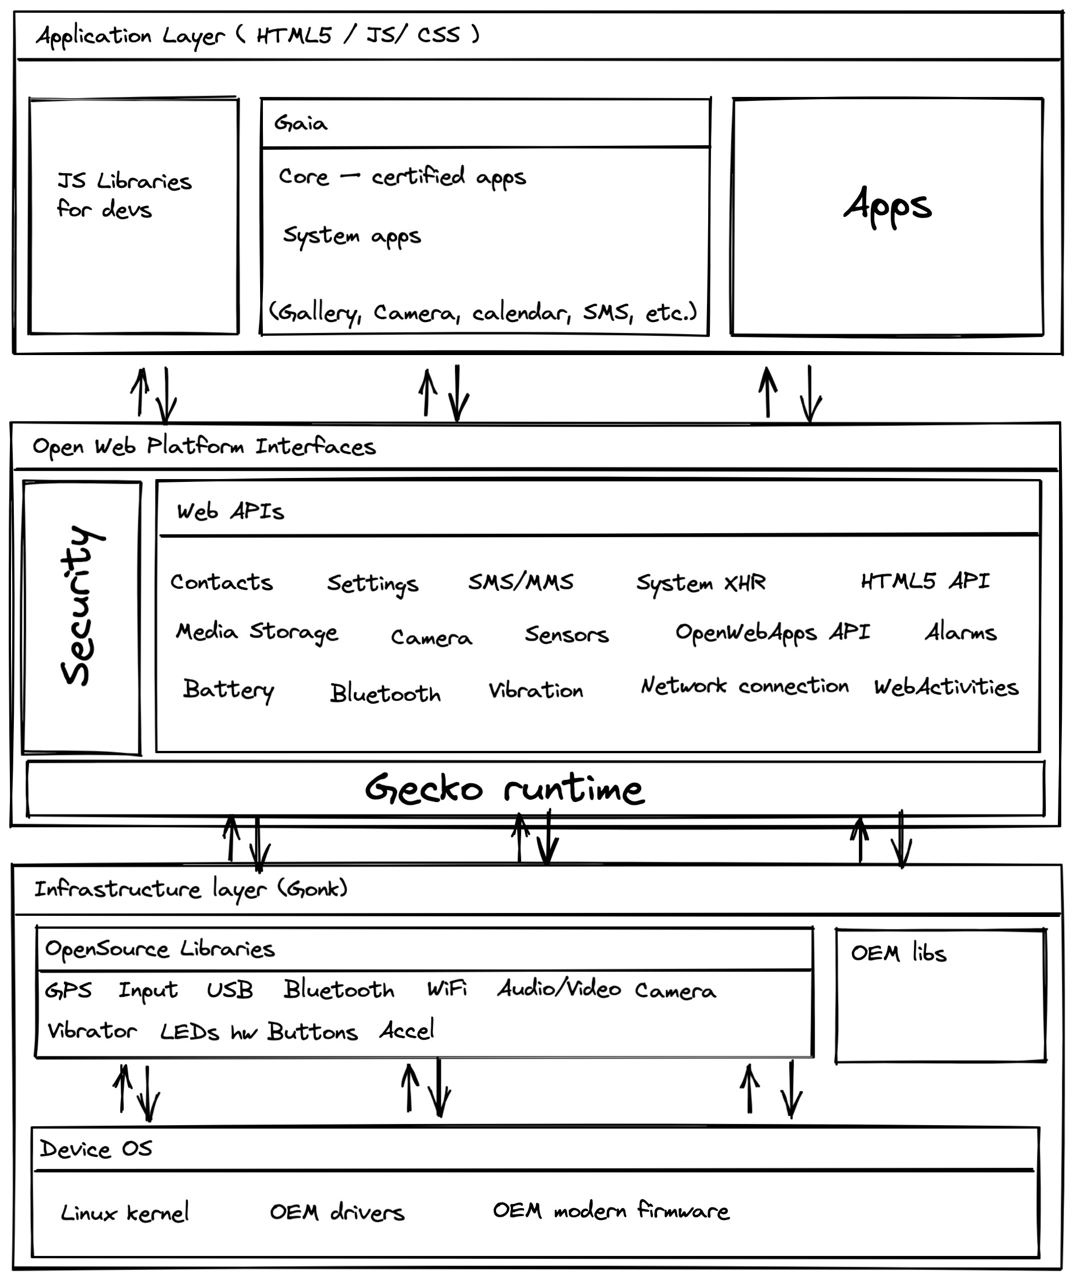 Application Layer ( HTML5 / JS/ CSS )
JS Libraries
for devs
Gaia
Core — certified apps
System apps
(Gallery, Camera, calendar, SMS, etc.)
Apps
Open Web Platform Interfaces
Security
Web APIs
Contacts Settings SMS/MMS System XHR HTML5 API
Media Storage Camera Sensors OpenWebApps API Alarms
Battery Bluetooth Vibration Network connection WebActivities
Gecko runtime
Infrastructure layer (Gonk)
OpenSource Libraries
GPS Input USB Bluetooth WiFi Audio/Video Camera
Vibrator LEDs hw Buttons Accel
OEM libs
Device OS
Linux kernel OEM drivers OEM modern firmware